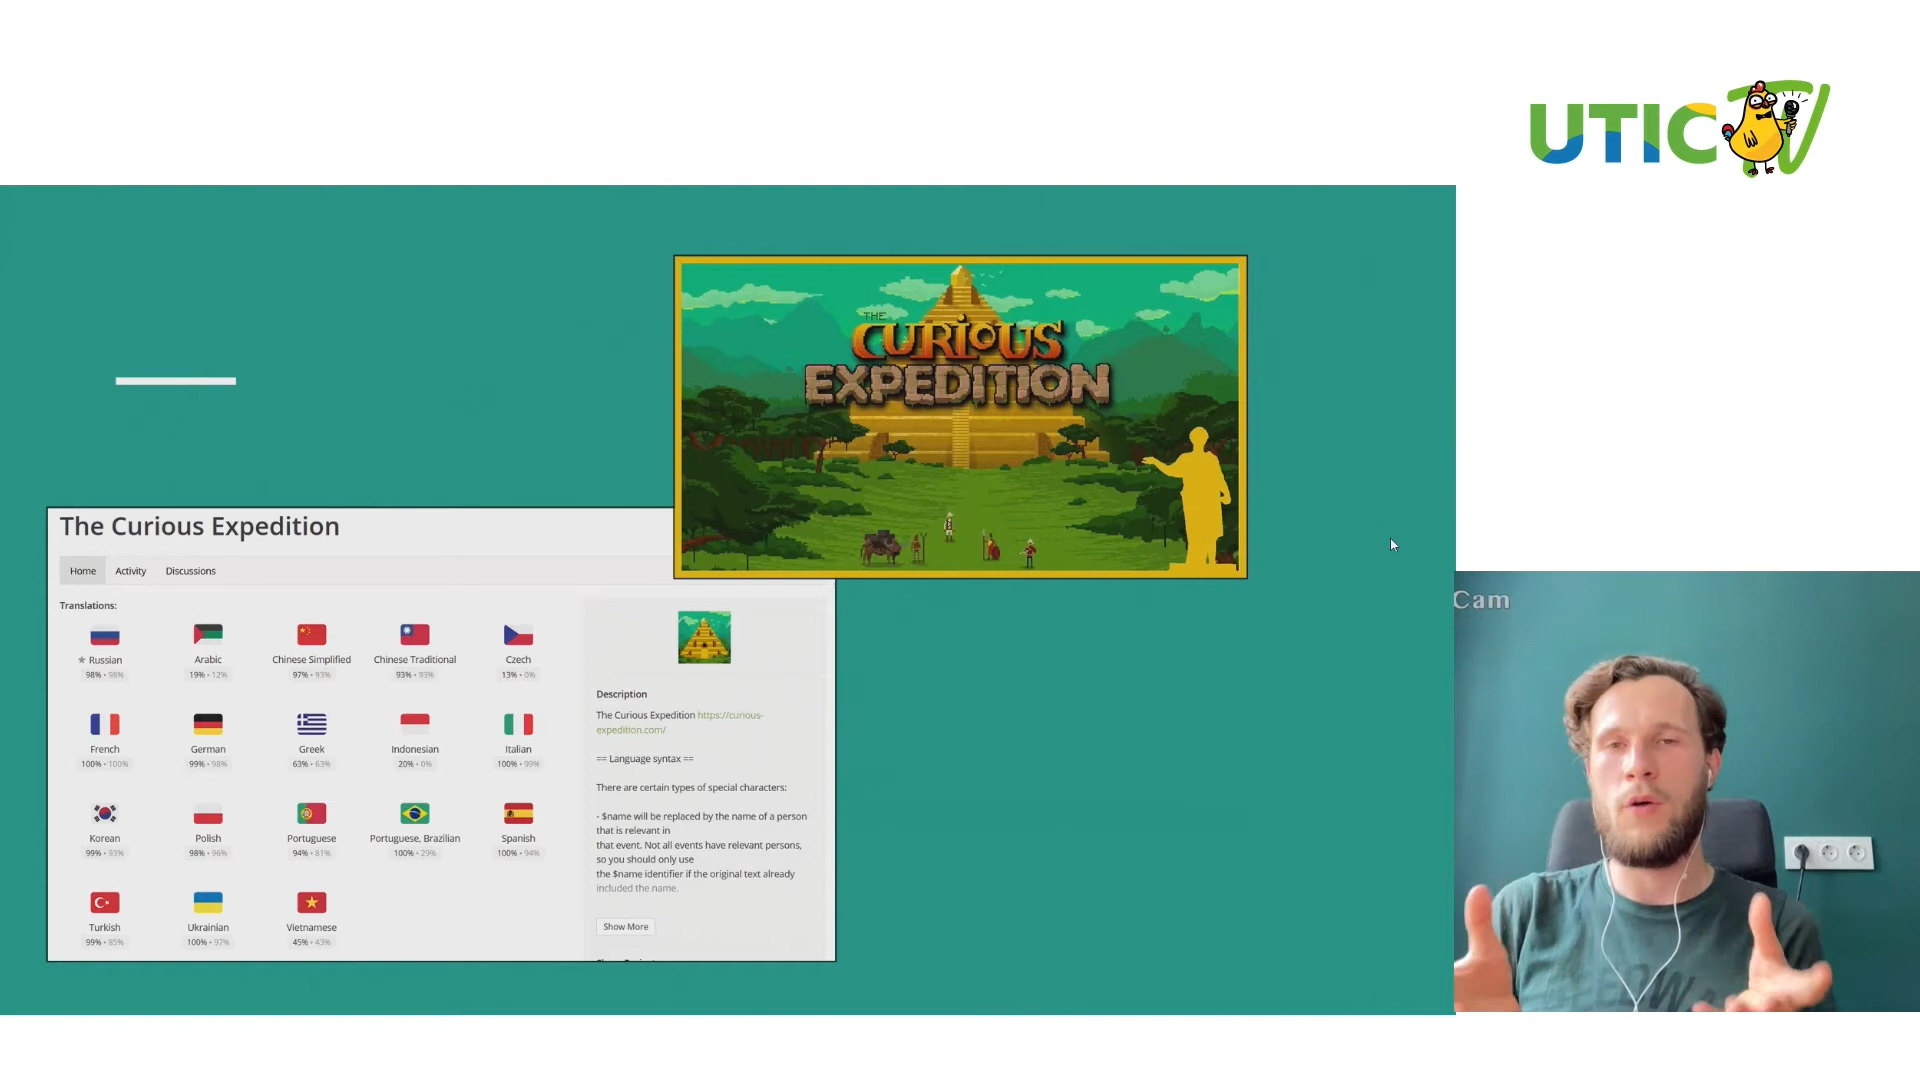 UTIC TV
THE
CURIOUS
EXPEDITION
The Curious Expedition
Home Activity Discussions
Translations:
Russian Arabic Chinese Simplified Chinese Traditional Czech
98% • 98% 19% • 12% 97% • 93% 93% • 93% 13% • 0%
French German Greek Indonesian Italian
100% • 100% 99% • 98% 63% • 63% 20% • 0% 100% • 99%
Korean Polish Portuguese Portuguese, Brazilian Spanish
99% • 93% 98% • 96% 94% • 81% 100% • 29% 100% • 94%
Turkish Ukrainian Vietnamese
99% • 85% 100% • 97% 45% • 43%
Description
The Curious Expedition https://curious-
expedition.com/
== Language syntax ==
There are certain types of special characters:
- $name will be replaced by the name of a person
that is relevant in
that event. Not all events have relevant persons,
so you should only use
the $name identifier if the original text already
included the name.
Show More
Cam